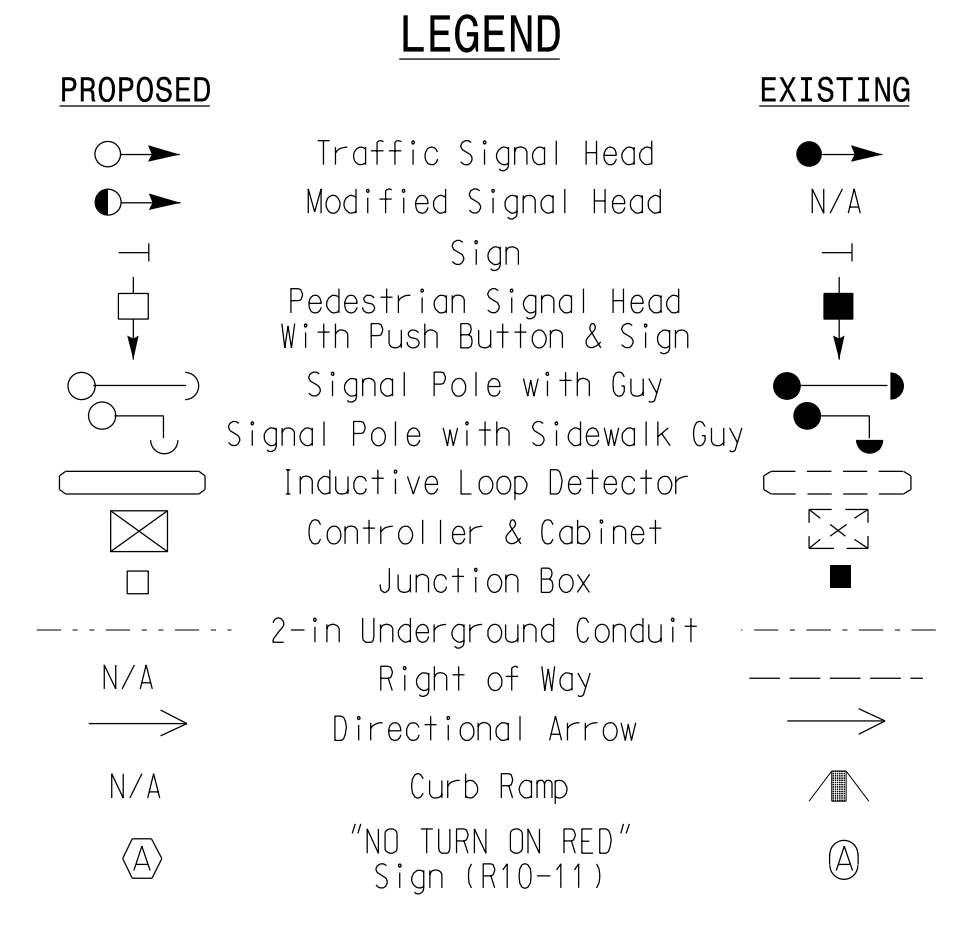 LEGEND
PROPOSED EXISTING
Traffic Signal Head
Modified Signal Head N/A
Sign
Pedestrian Signal Head
With Push Button & Sign
Signal Pole with Guy
Signal Pole with Sidewalk Guy
Inductive Loop Detector
Controller & Cabinet
Junction Box
2-in Underground Conduit
N/A Right of Way
Directional Arrow
N/A Curb Ramp
"NO TURN ON RED"
A Sign (R10-11) A